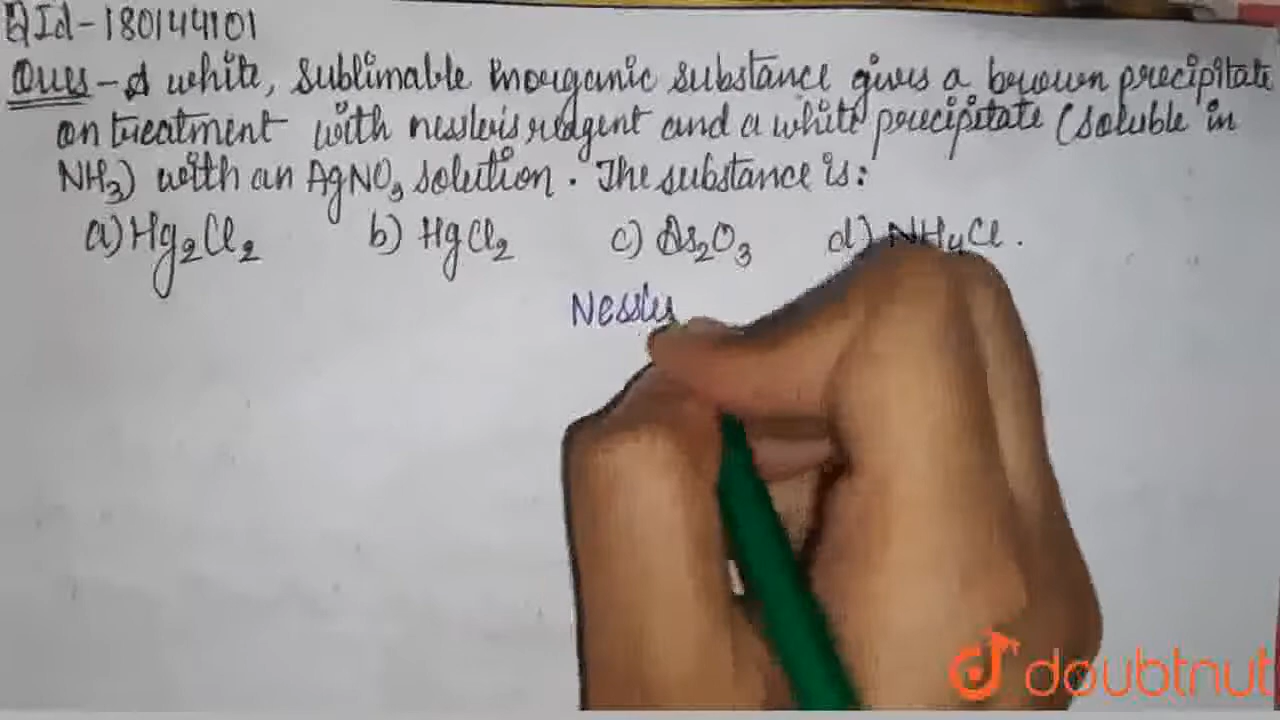 QId-180144101
Ques - A white, sublimable inorganic substance gives a brown precipitate
on treatment with nessler's reagent and a white precipitate (soluble in
NH₃) with an AgNO₃ solution. The substance is:
a) Hg₂Cl₂ b) HgCl₂ c) As₂O₃ d) NH₄Cl.
Nessler
doubtnut